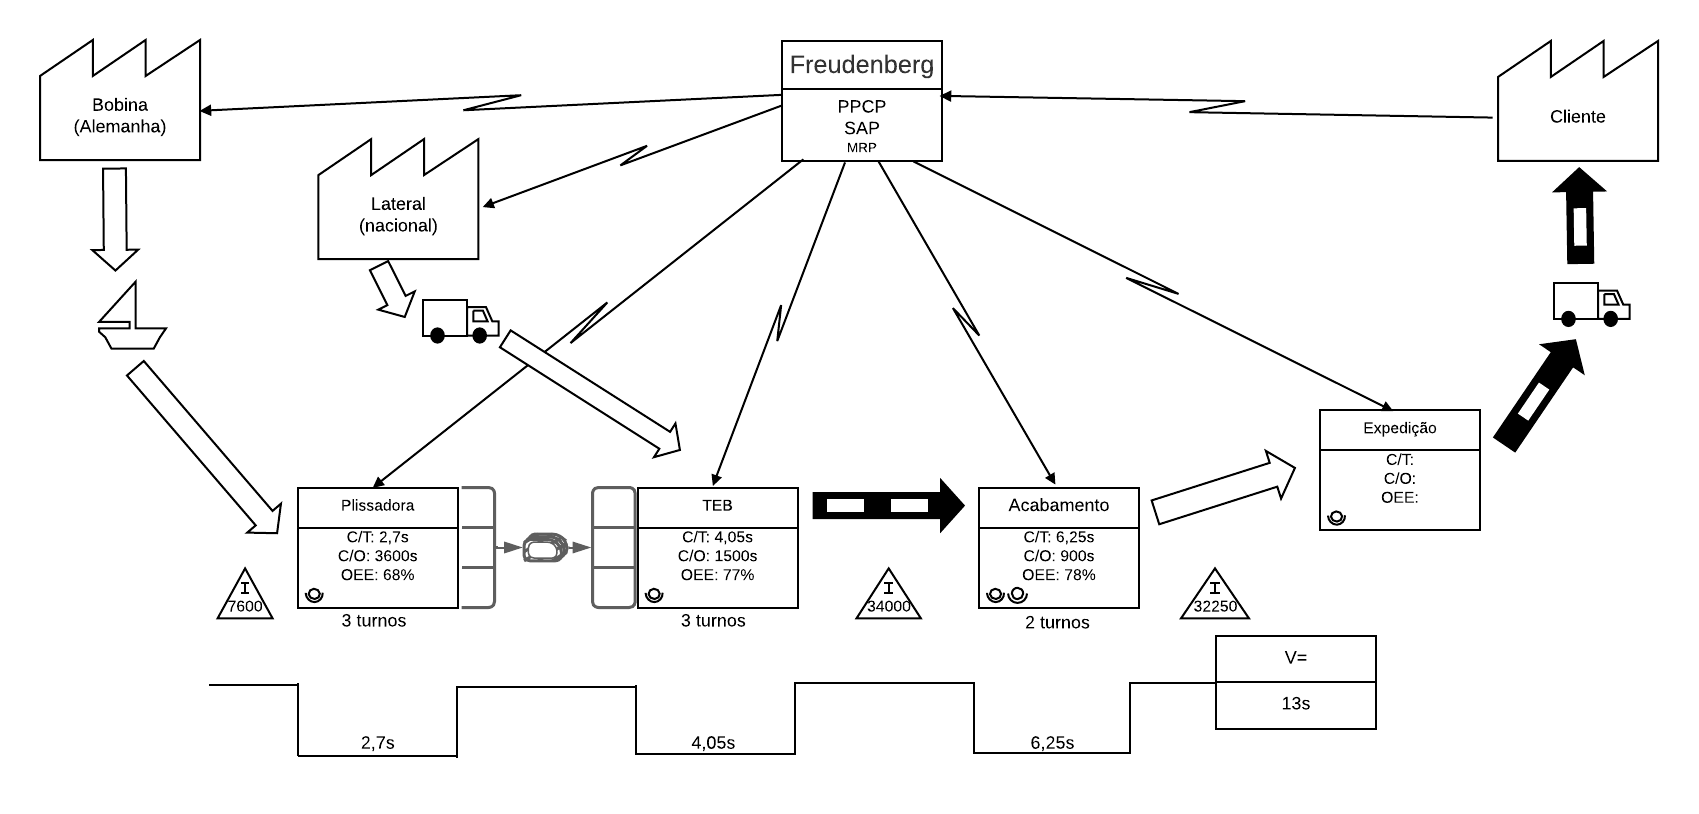 Freudenberg
PPCP
SAP
MRP
Bobina
(Alemanha)
Cliente
Lateral
(nacional)
Expedição
C/T:
C/O:
OEE:
Plissadora
C/T: 2,7s
C/O: 3600s
OEE: 68%
3 turnos
TEB
C/T: 4,05s
C/O: 1500s
OEE: 77%
3 turnos
Acabamento
C/T: 6,25s
C/O: 900s
OEE: 78%
2 turnos
I
7600
I
34000
I
32250
V=
13s
2,7s
4,05s
6,25s